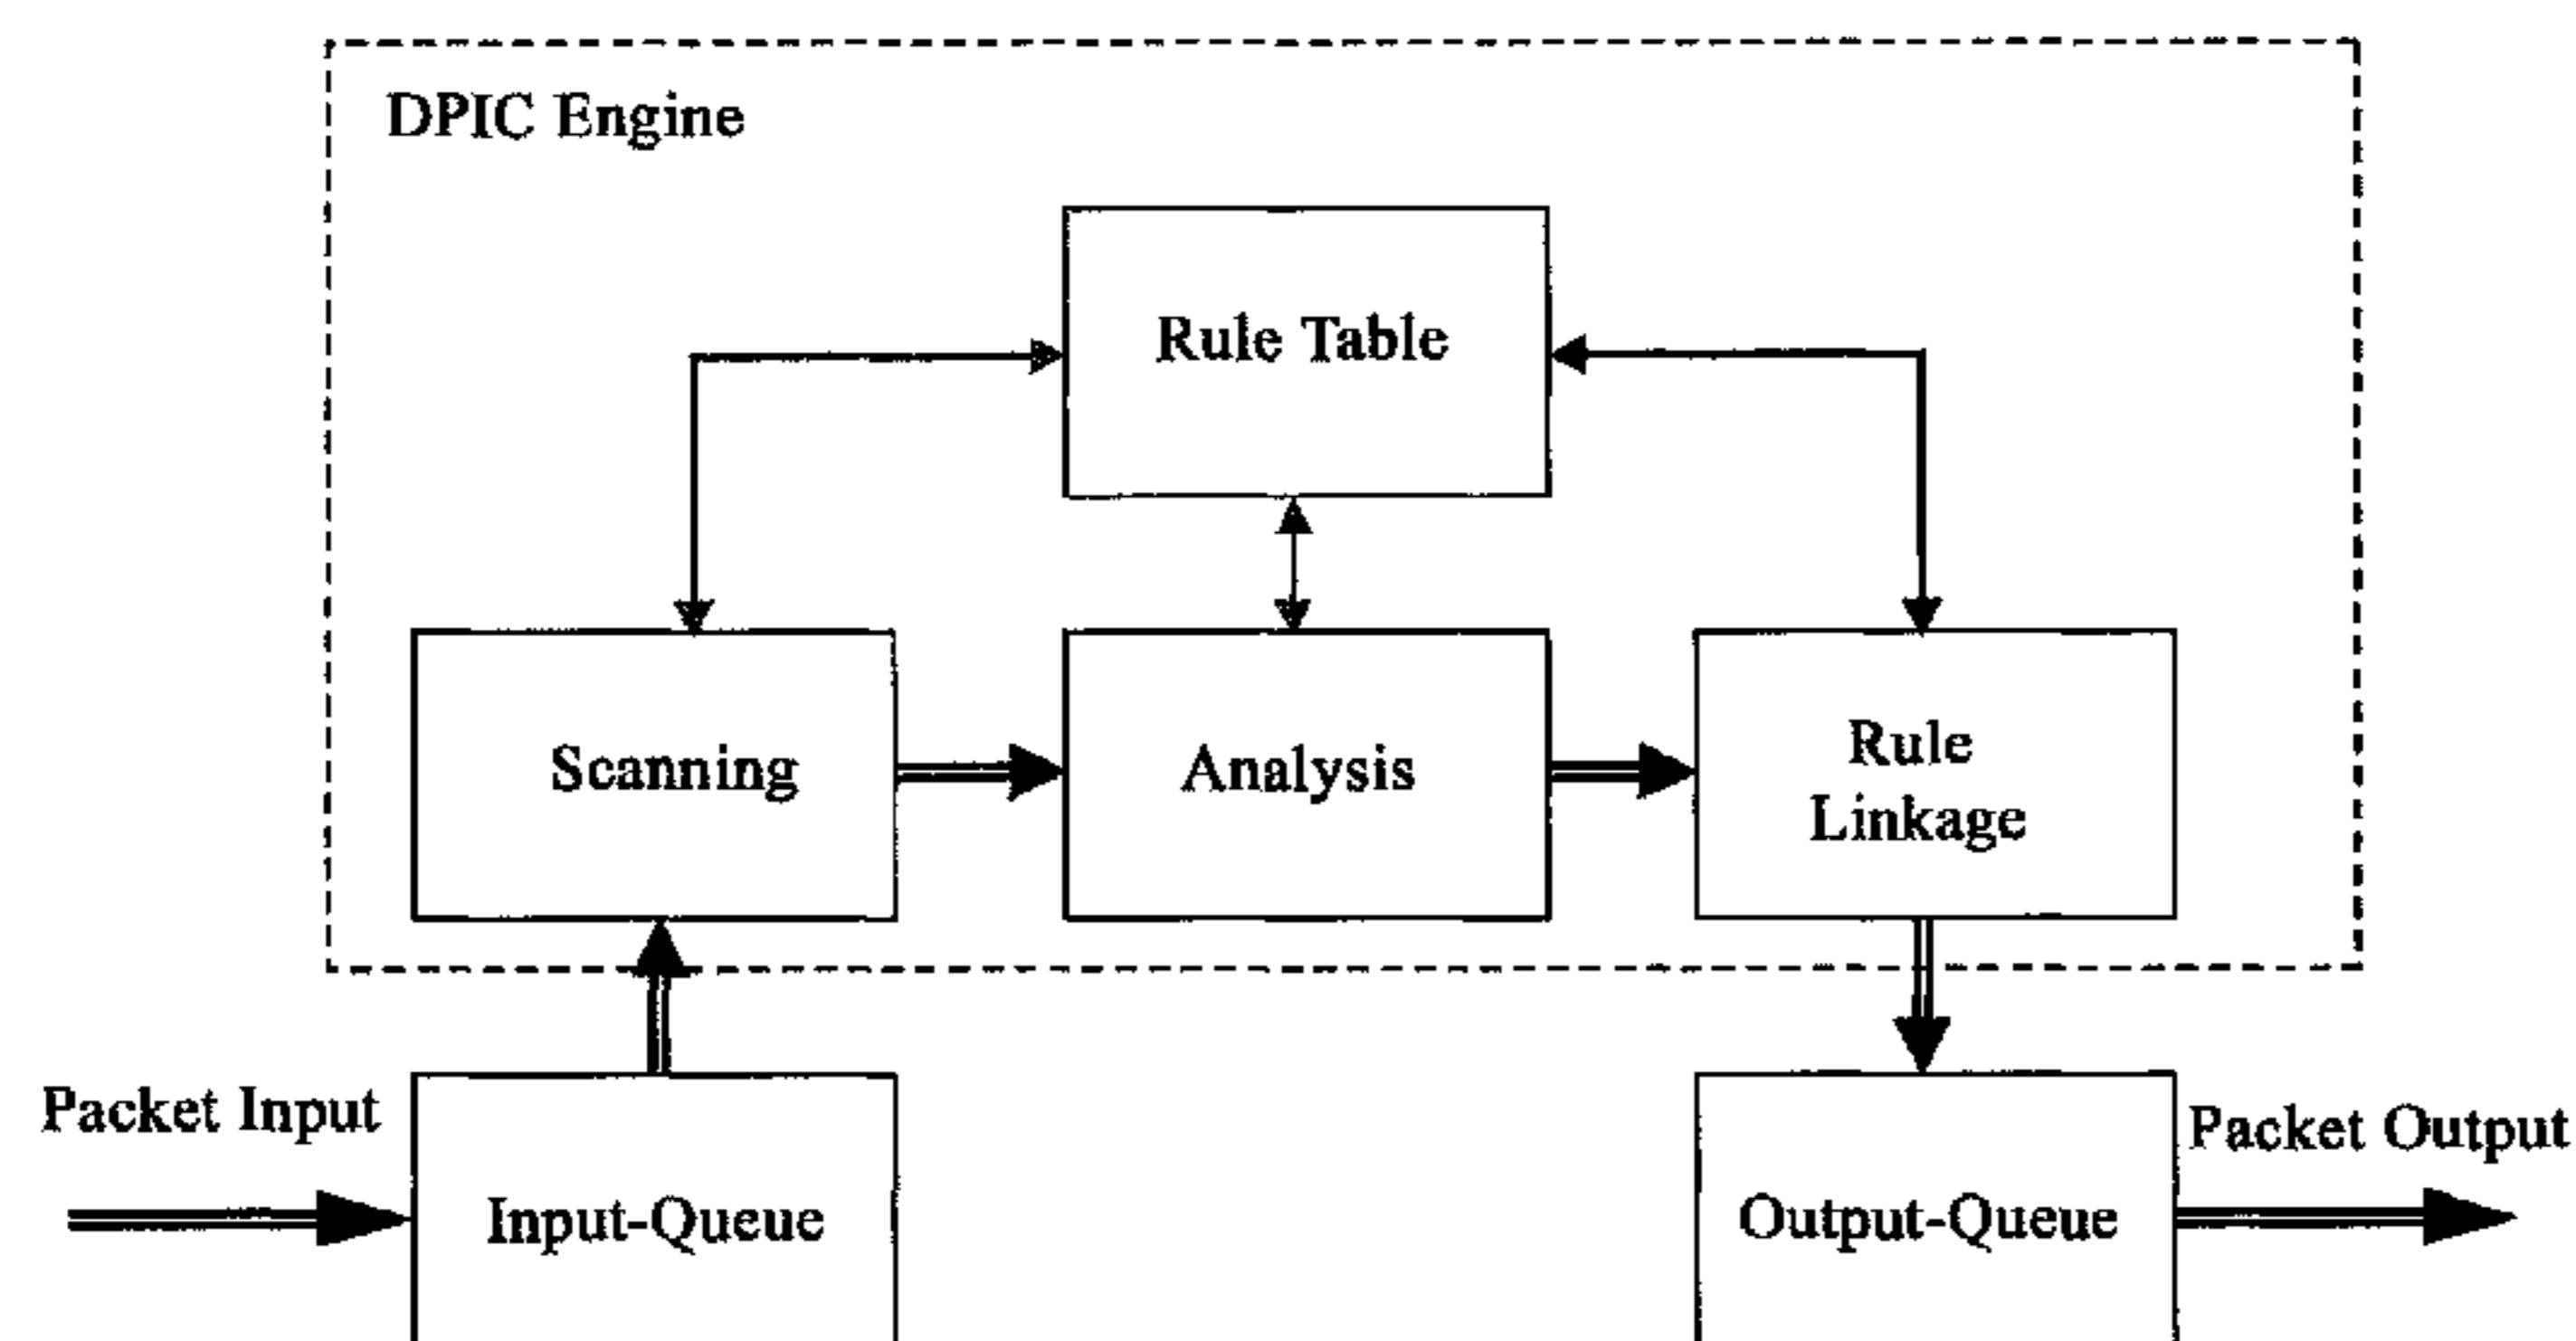 DPIC Engine
Rule Table
Scanning
Analysis
Rule
Linkage
Packet Input
Input-Queue
Output-Queue
Packet Output